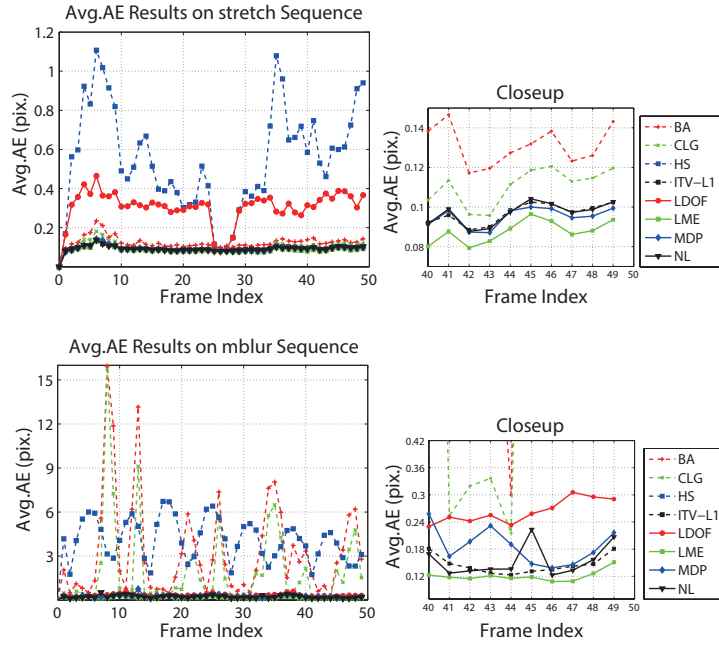 Avg.AE Results on stretch Sequence
1.2
1
0.8
0.6
0.4
0.2
Avg.AE (pix.)
0 10 20 30 40 50
Frame Index
Closeup
0.14
0.12
0.1
0.08
Avg.AE (pix.)
40 41 42 43 44 45 46 47 48 49 50
Frame Index
BA
CLG
HS
ITV-L1
LDOF
LME
MDP
NL
Avg.AE Results on mblur Sequence
15
12
9
6
3
Avg.AE (pix.)
0 10 20 30 40 50
Frame Index
Closeup
0.42
0.36
0.3
0.24
0.18
0.12
Avg.AE (pix.)
40 41 42 43 44 45 46 47 48 49 50
Frame Index
BA
CLG
HS
ITV-L1
LDOF
LME
MDP
NL